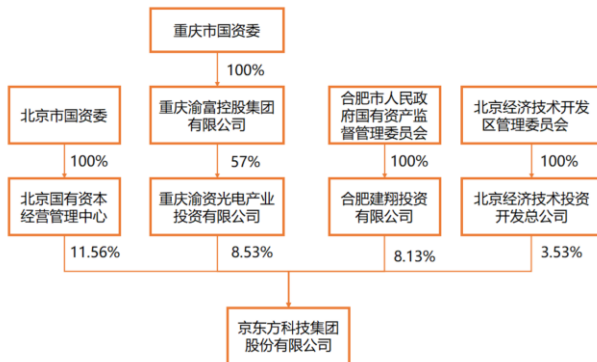 重庆市国资委
100%
北京市国资委
重庆渝富控股集团
有限公司
合肥市人民政
府国有资产监
督管理委员会
北京经济技术开发
区管理委员会
100%
57%
100%
100%
北京国有资本
经营管理中心
重庆渝资光电产业
投资有限公司
合肥建翔投资
有限公司
北京经济技术投资
开发总公司
11.56%
8.53%
8.13%
3.53%
京东方科技集团
股份有限公司